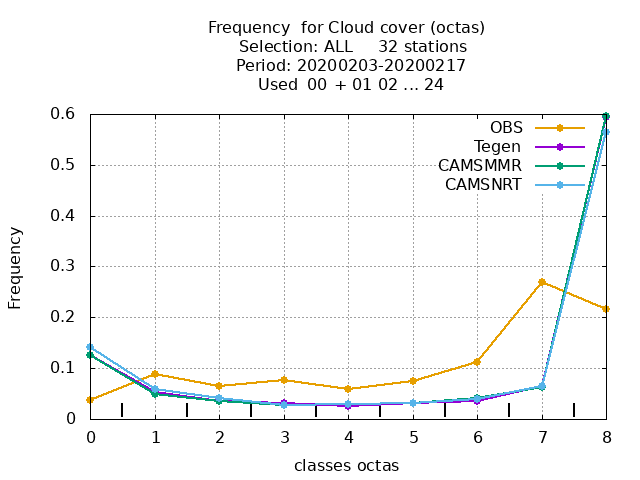 Frequency  for Cloud cover (octas)
Selection: ALL     32 stations
Period: 20200203-20200217
Used  00 + 01 02 ... 24
OBS
Tegen
CAMSMMR
CAMSNRT
Frequency
0.6
0.5
0.4
0.3
0.2
0.1
0
0 1 2 3 4 5 6 7 8
classes octas